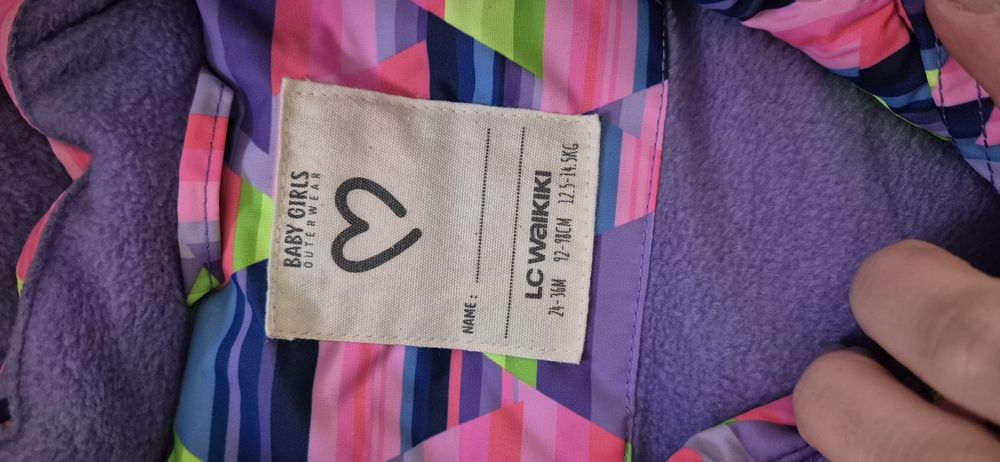 BABY GIRLS
OUTERWEAR
NAME:
LC WAIKIKI
24-36M 92-98CM 12.5-14.5KG